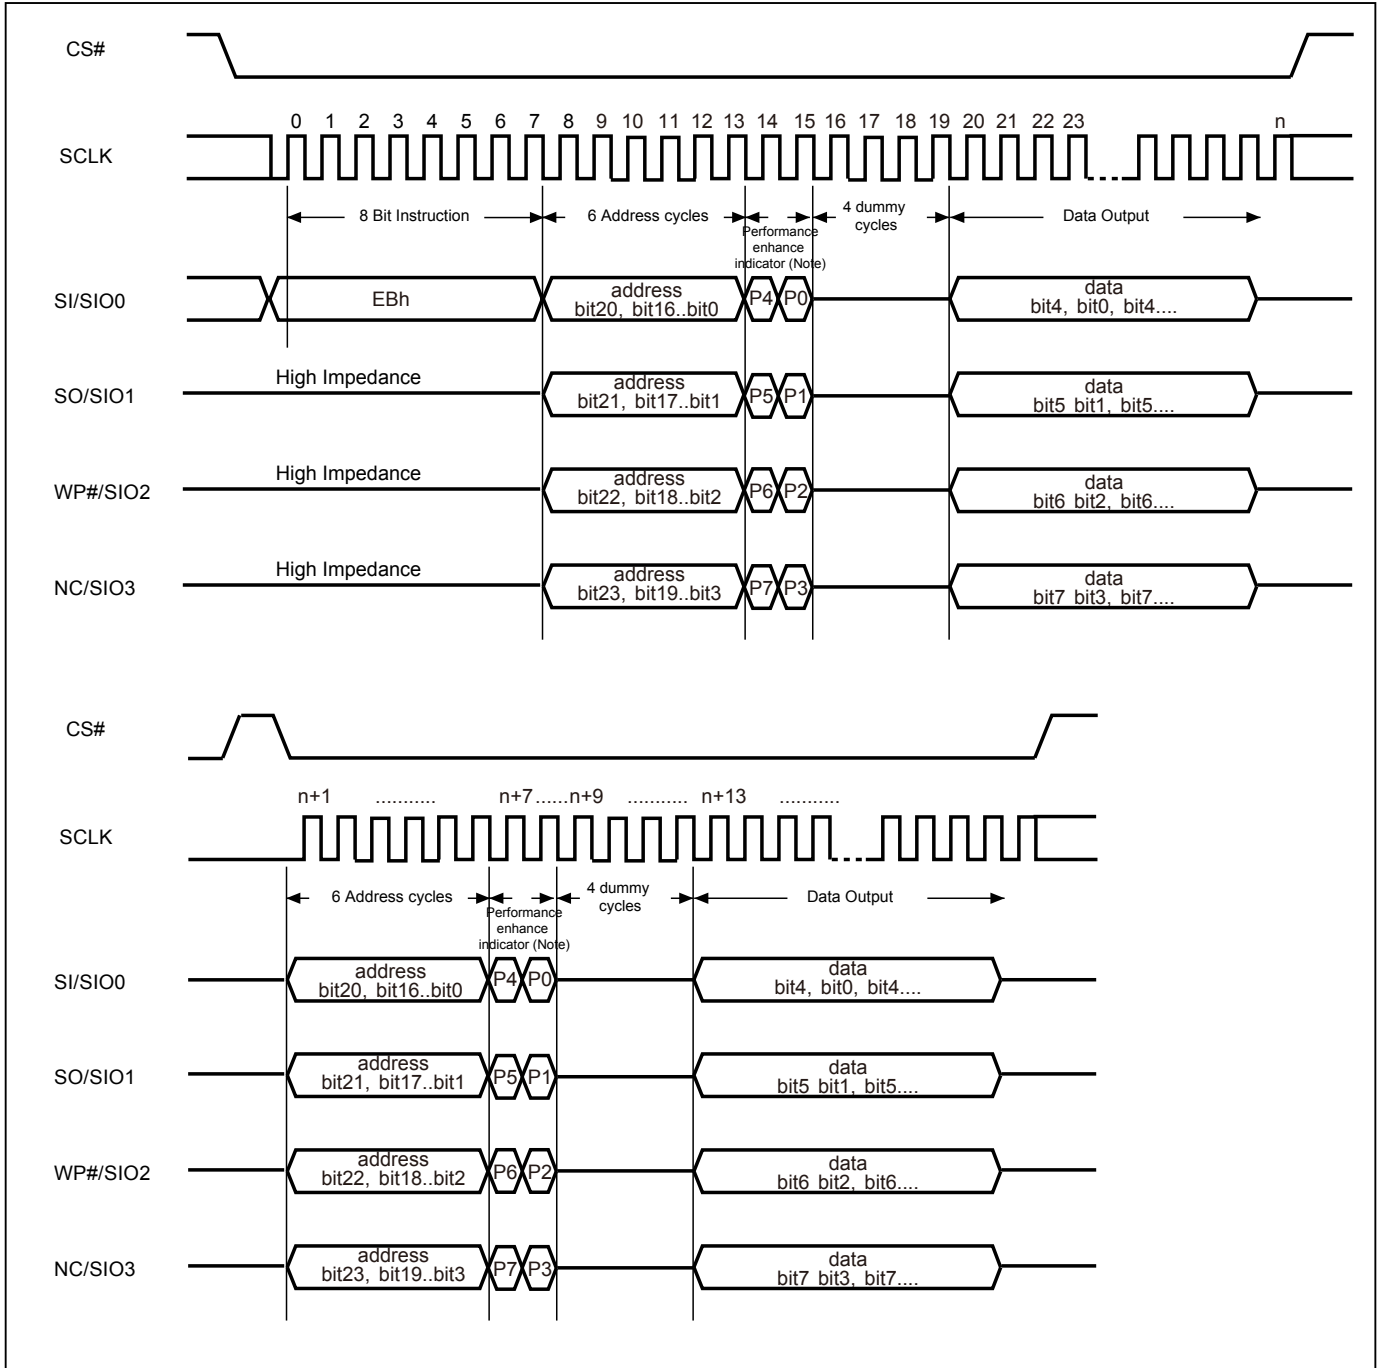 CS#
0 1 2 3 4 5 6 7 8 9 10 11 12 13 14 15 16 17 18 19 20 21 22 23 n
SCLK
8 Bit Instruction 6 Address cycles 4 dummy Data Output
cycles
Performance
enhance
indicator (Note)
SI/SIO0 EBh address P4 P0 data
bit20, bit16..bit0 bit4, bit0, bit4....
High Impedance
SO/SIO1 address P5 P1 data
bit21, bit17..bit1 bit5 bit1, bit5....
High Impedance
WP#/SIO2 address P6 P2 data
bit22, bit18..bit2 bit6 bit2, bit6....
High Impedance
NC/SIO3 address P7 P3 data
bit23, bit19..bit3 bit7 bit3, bit7....
CS#
n+1 ........... n+7......n+9 ........... n+13 ...........
SCLK
6 Address cycles 4 dummy Data Output
cycles
Performance
enhance
indicator (Note)
SI/SIO0 address P4 P0 data
bit20, bit16..bit0 bit4, bit0, bit4....
SO/SIO1 address P5 P1 data
bit21, bit17..bit1 bit5 bit1, bit5....
WP#/SIO2 address P6 P2 data
bit22, bit18..bit2 bit6 bit2, bit6....
NC/SIO3 address P7 P3 data
bit23, bit19..bit3 bit7 bit3, bit7....